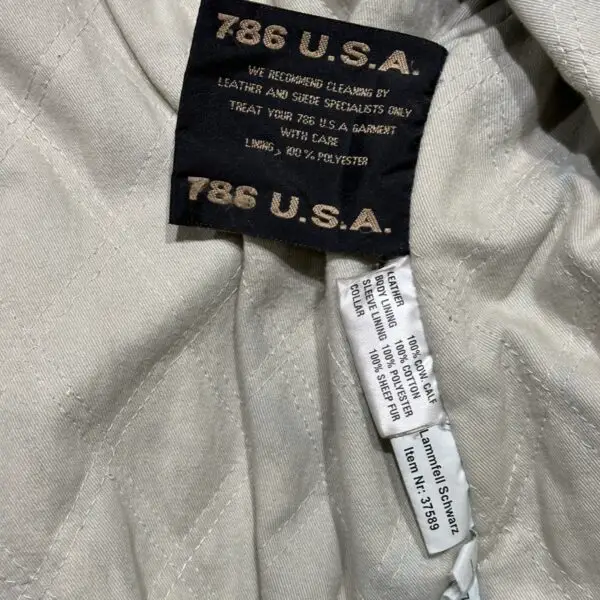 786 U.S.A.
WE RECOMMEND CLEANING BY
LEATHER AND SUEDE SPECIALISTS ONLY
TREAT YOUR 786 U.S.A GARMENT
WITH CARE
LINING > 100 % POLYESTER
786 U.S.A.
LEATHER 100% COW. CALF
BODY LINING 100% COTTON
SLEEVE LINING 100% POLYESTER
COLLAR 100% SHEEP FUR
Lammfell Schwarz
Item Nr: 37589